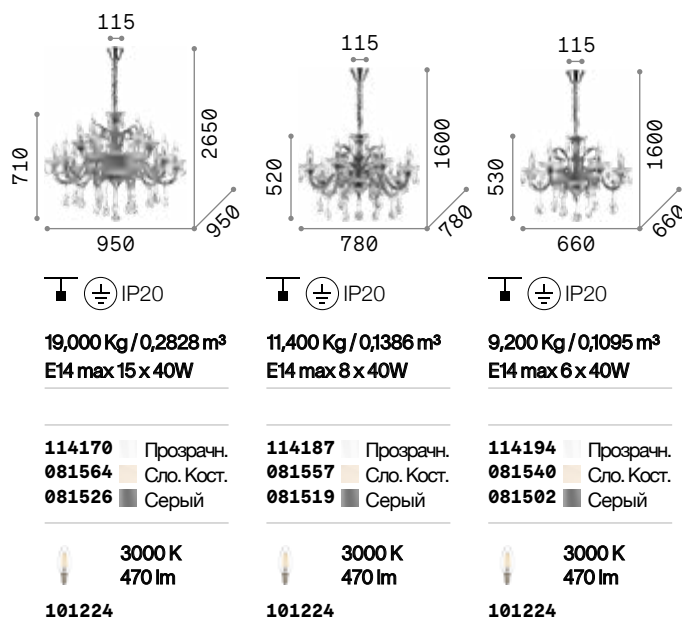 115
2650
710
950
950
115
1600
520
780
780
115
1600
530
660
660
IP20
19,000 Kg / 0,2828 m³
E14 max 15 x 40W
114170 Прозрачн.
081564 Сло. Кост.
081526 Серый
3000 K
470 lm
101224
IP20
11,400 Kg / 0,1386 m³
E14 max 8 x 40W
114187 Прозрачн.
081557 Сло. Кост.
081519 Серый
3000 K
470 lm
101224
IP20
9,200 Kg / 0,1095 m³
E14 max 6 x 40W
114194 Прозрачн.
081540 Сло. Кост.
081502 Серый
3000 K
470 lm
101224